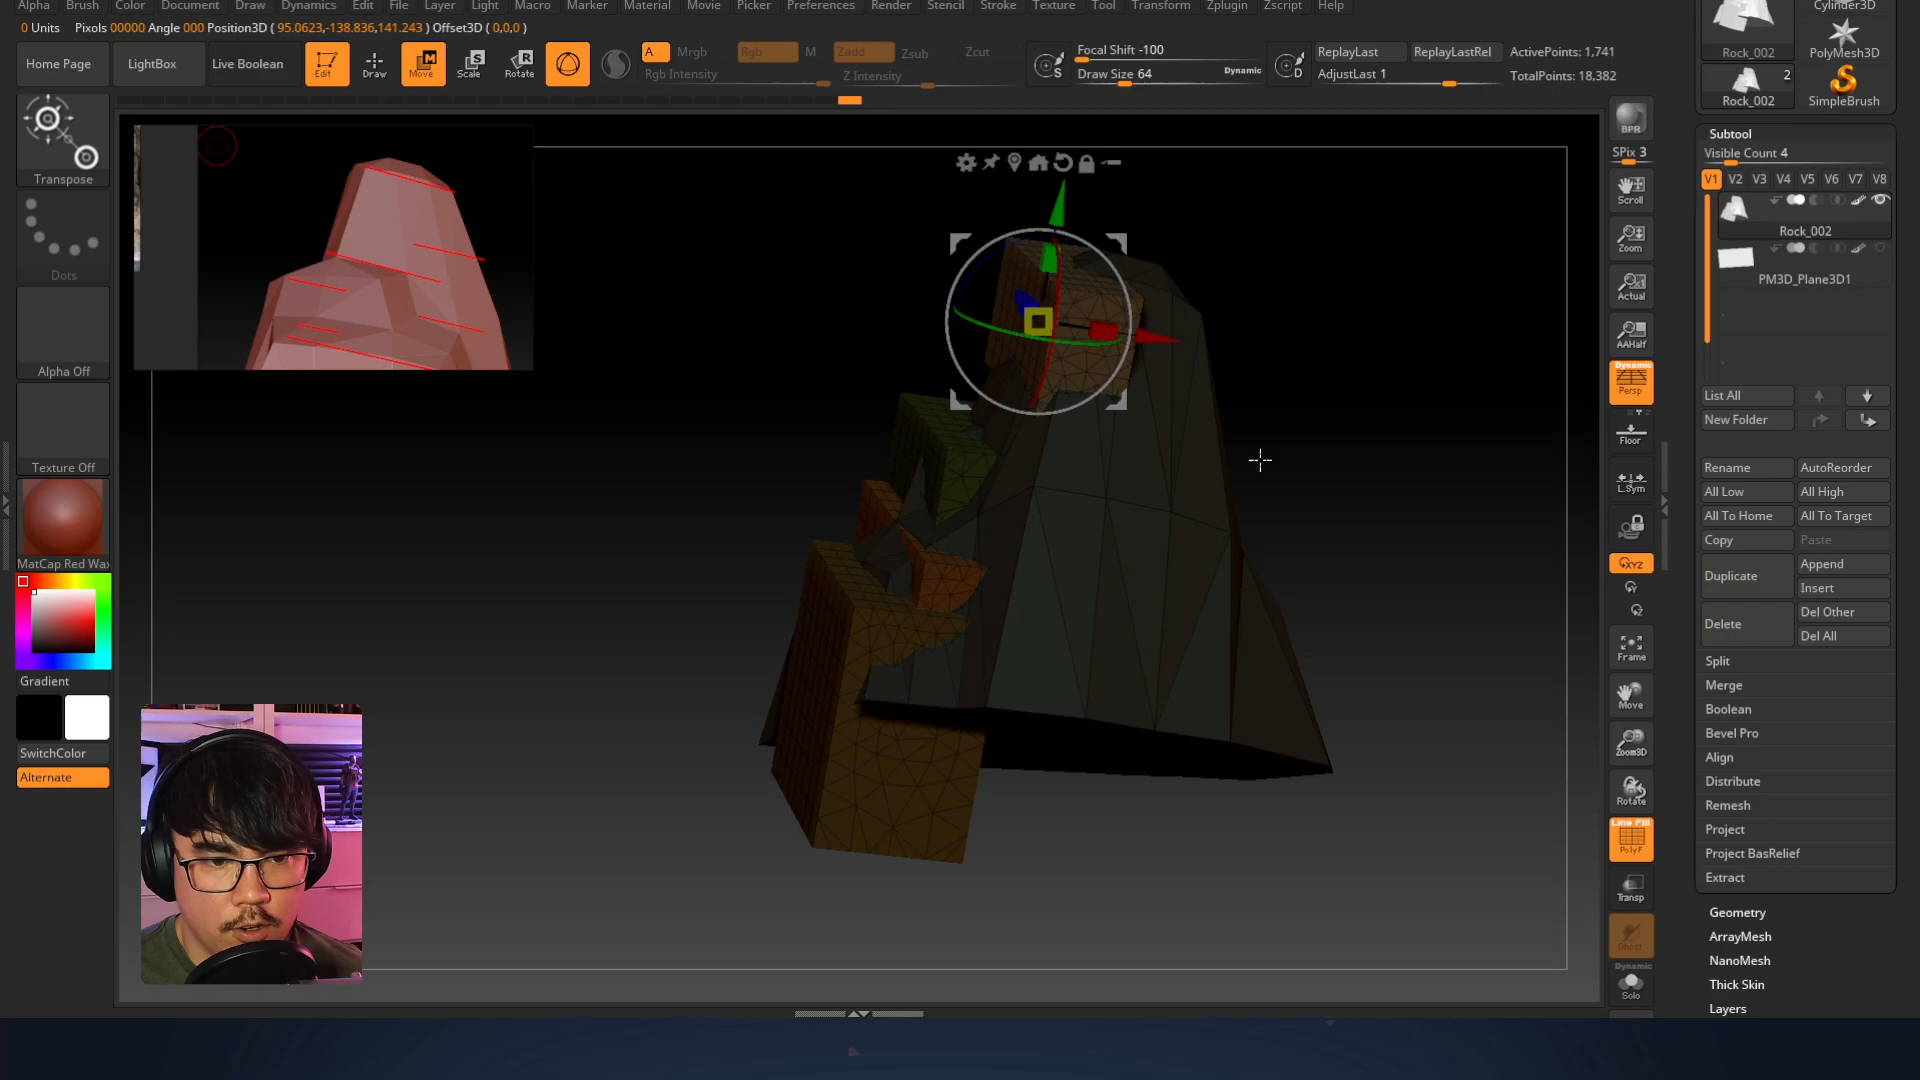 Alpha Brush Color Document Draw Dynamics Edit File Layer Light Macro Marker Material Movie Picker Preferences Render Stencil Stroke Texture Tool Transform Zplugin Zscript Help
0 Units Pixols 00000 Angle 000 Position3D ( 95.0623,-138.836,141.243 ) Offset3D ( 0,0,0 )
Home Page LightBox Live Boolean
Edit Draw Move Scale Rotate
A Mrgb Rgb M Zadd Zsub Zcut
Rgb Intensity Z Intensity
S
Focal Shift -100
Draw Size 64 Dynamic
D
ReplayLast ReplayLastRel
AdjustLast 1
ActivePoints: 1,741
TotalPoints: 18,382
Transpose
Dots
Alpha Off
Texture Off
MatCap Red Wax
Gradient
SwitchColor
Alternate
BPR
SPix 3
Scroll
Zoom
Actual
AAHalf
Dynamic
Persp
Floor
L.Sym
XYZ
Frame
Move
Zoom3D
Rotate
Line Fill
PolyF
Transp
Ghost
Dynamic
Solo
Rock_002
Cylinder3D
PolyMesh3D
2
Rock_002
SimpleBrush
Subtool
Visible Count 4
V1 V2 V3 V4 V5 V6 V7 V8
Rock_002
PM3D_Plane3D1
List All
New Folder
Rename AutoReorder
All Low All High
All To Home All To Target
Copy Paste
Duplicate Append
Insert
Delete Del Other
Del All
Split
Merge
Boolean
Bevel Pro
Align
Distribute
Remesh
Project
Project BasRelief
Extract
Geometry
ArrayMesh
NanoMesh
Thick Skin
Layers